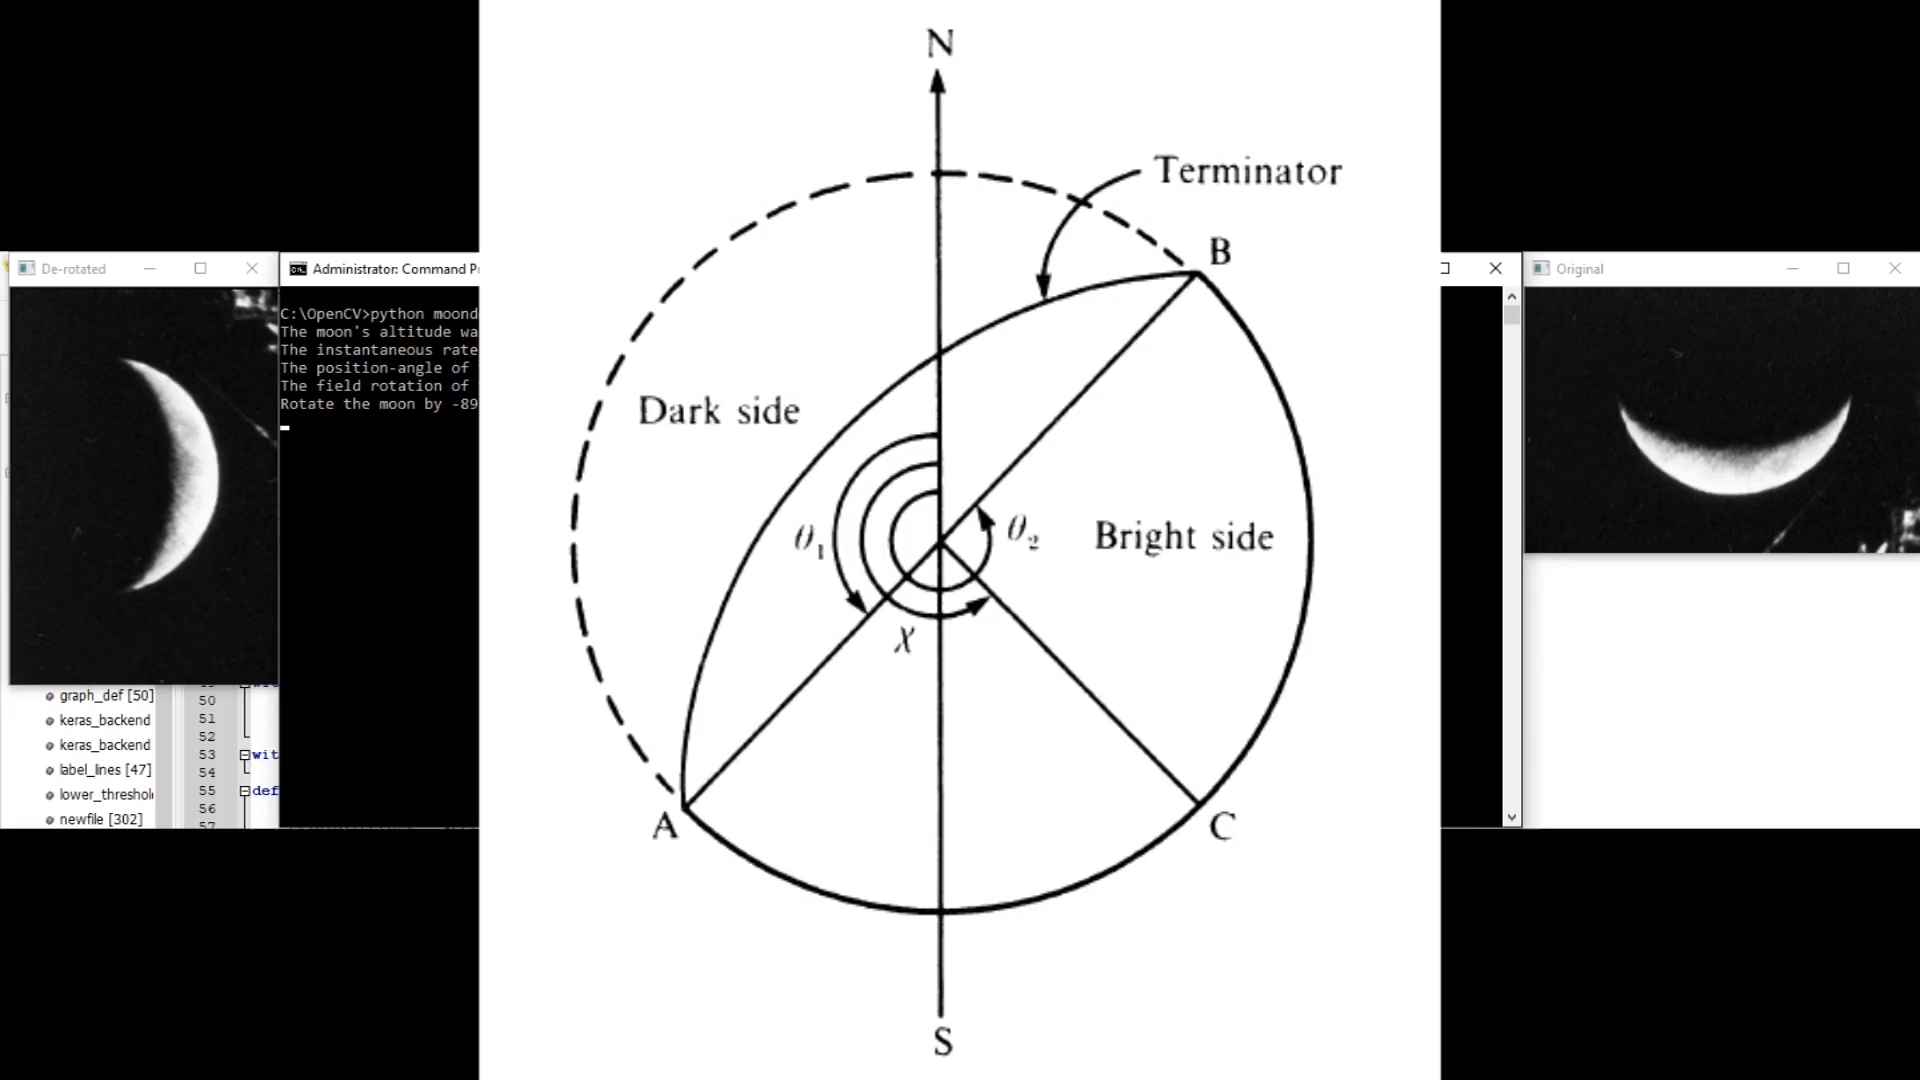 De-rotated
Administrator: Command P
C:\OpenCV>python moond
The moon's altitude wa
The instantaneous rate
The position-angle of
The field rotation of
Rotate the moon by -89
graph_def [50]
keras_backend
keras_backend
label_lines [47]
lower_threshol
newfile [302]
50
51
52
53 wit
54
55 def
56
57
N
Terminator
B
Dark side
θ1
θ2
Bright side
χ
A
C
S
Original